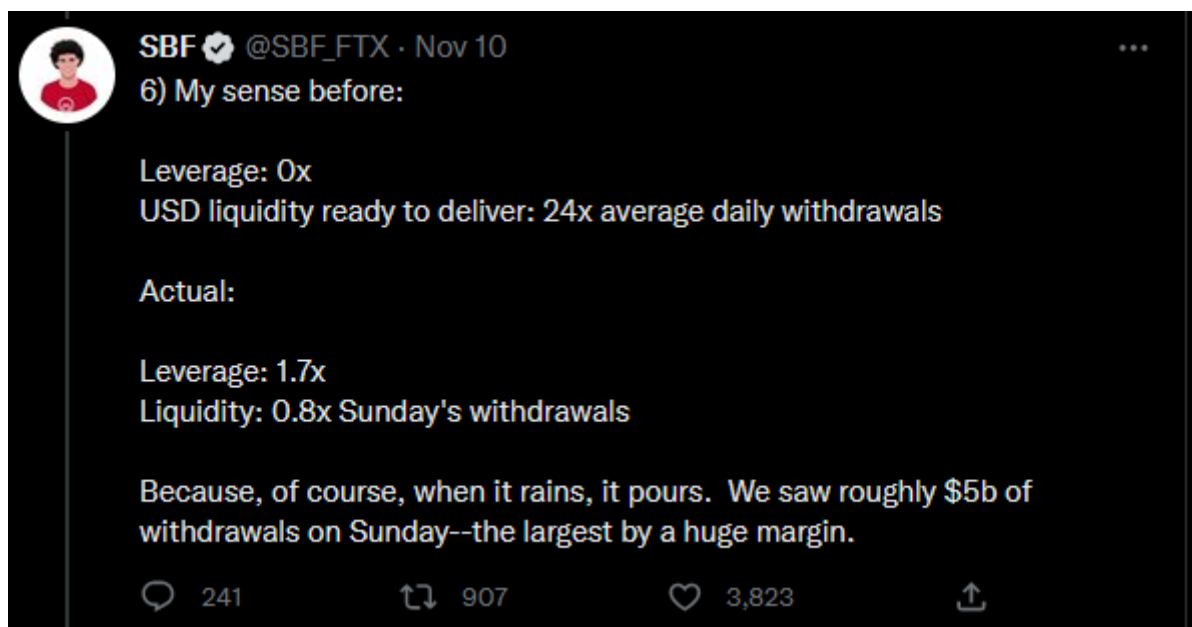 SBF @SBF_FTX · Nov 10
6) My sense before:
Leverage: 0x
USD liquidity ready to deliver: 24x average daily withdrawals
Actual:
Leverage: 1.7x
Liquidity: 0.8x Sunday's withdrawals
Because, of course, when it rains, it pours.  We saw roughly $5b of
withdrawals on Sunday--the largest by a huge margin.
241 907 3,823